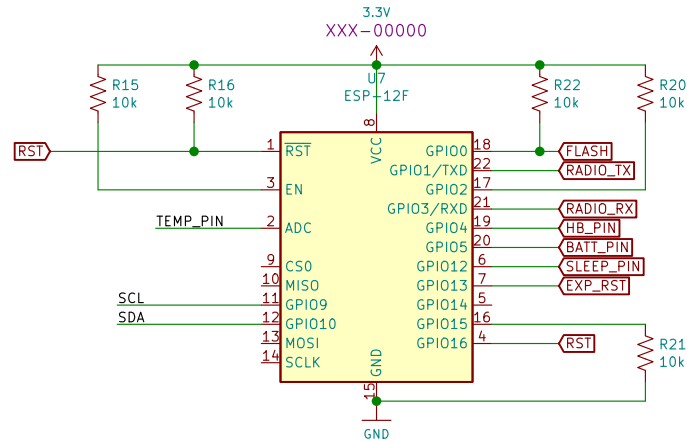 3.3V
XXX-00000
U7
ESP-12F
R15
10k
R16
10k
R22
10k
R20
10k
8
VCC
RST
1
RST
3
EN
TEMP_PIN
2
ADC
9
CS0
10
MISO
SCL
11
GPIO9
SDA
12
GPIO10
13
MOSI
14
SCLK
GPIO0
18
FLASH
GPIO1/TXD
22
RADIO_TX
GPIO2
17
GPIO3/RXD
21
RADIO_RX
GPIO4
19
HB_PIN
GPIO5
20
BATT_PIN
GPIO12
6
SLEEP_PIN
GPIO13
7
EXP_RST
GPIO14
5
GPIO15
16
GPIO16
4
RST
R21
10k
GND
15
GND